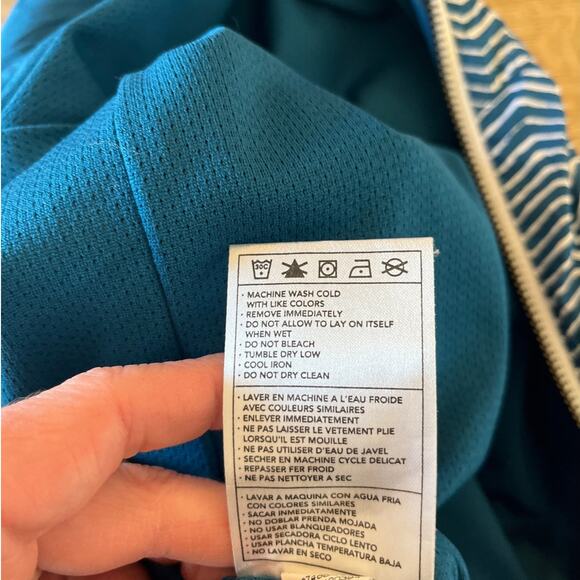 30C
· MACHINE WASH COLD
WITH LIKE COLORS
· REMOVE IMMEDIATELY
· DO NOT ALLOW TO LAY ON ITSELF
WHEN WET
· DO NOT BLEACH
· TUMBLE DRY LOW
· COOL IRON
· DO NOT DRY CLEAN
· LAVER EN MACHINE A L'EAU FROIDE
AVEC COULEURS SIMILAIRES
· ENLEVER IMMEDIATEMENT
· NE PAS LAISSER LE VETEMENT PLIE
LORSQU'IL EST MOUILLE
· NE PAS UTILISER D'EAU DE JAVEL
· SECHER EN MACHINE CYCLE DELICAT
· REPASSER FER FROID
· NE PAS NETTOYER A SEC
· LAVAR A MAQUINA CON AGUA FRIA
CON COLORES SIMILARES
· SACAR INMEDIATAMENTE
· NO DOBLAR PRENDA MOJADA
· NO USAR BLANQUEADORES
· USAR SECADORA CICLO LENTO
· USAR PLANCHA TEMPERATURA BAJA
· NO LAVAR EN SECO